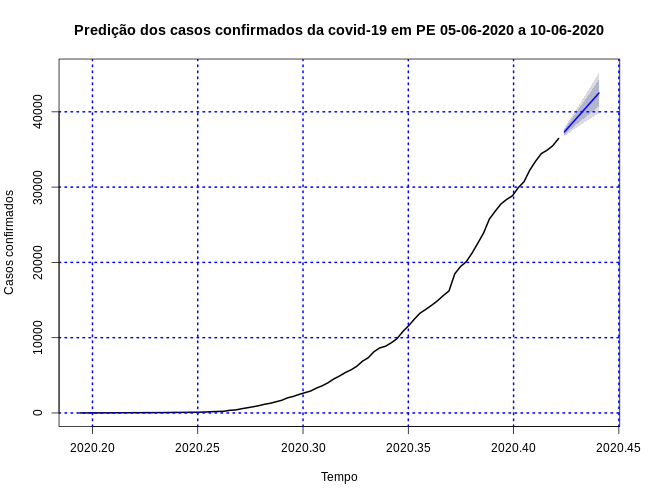 Predição dos casos confirmados da covid-19 em PE 05-06-2020 a 10-06-2020
Casos confirmados
40000
30000
20000
10000
0
2020.20 2020.25 2020.30 2020.35 2020.40 2020.45
Tempo